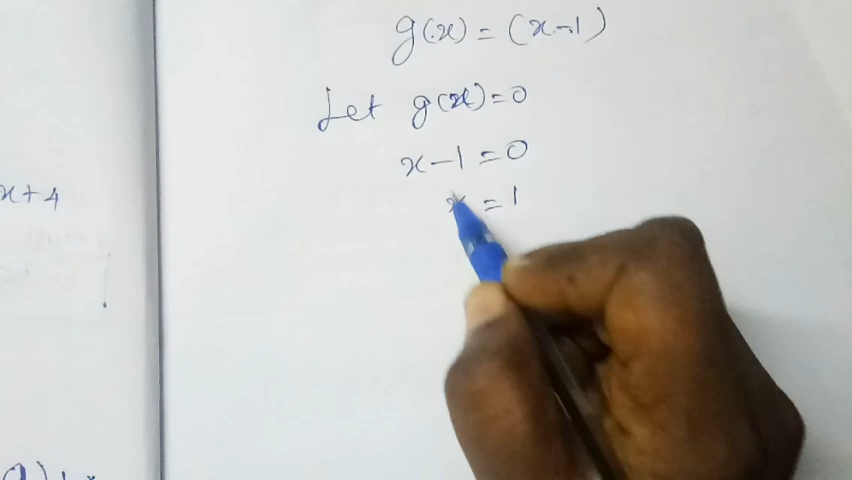 g(x) = (x-1)
Let g(x) = 0
x - 1 = 0
x = 1
x + 4